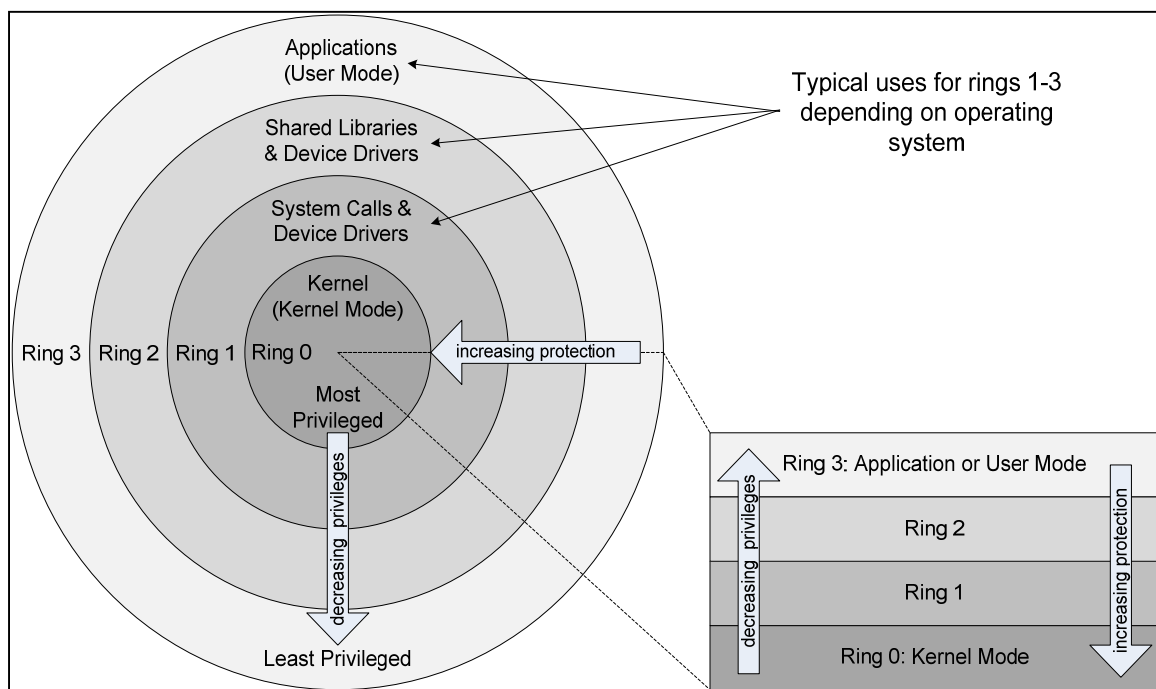 Applications
(User Mode)
Typical uses for rings 1-3
depending on operating
system
Shared Libraries
& Device Drivers
System Calls &
Device Drivers
Kernel
(Kernel Mode)
Ring 3
Ring 2
Ring 1
Ring 0
increasing protection
Most
Privileged
decreasing privileges
Least Privileged
Ring 3: Application or User Mode
Ring 2
Ring 1
Ring 0: Kernel Mode
decreasing privileges
increasing protection